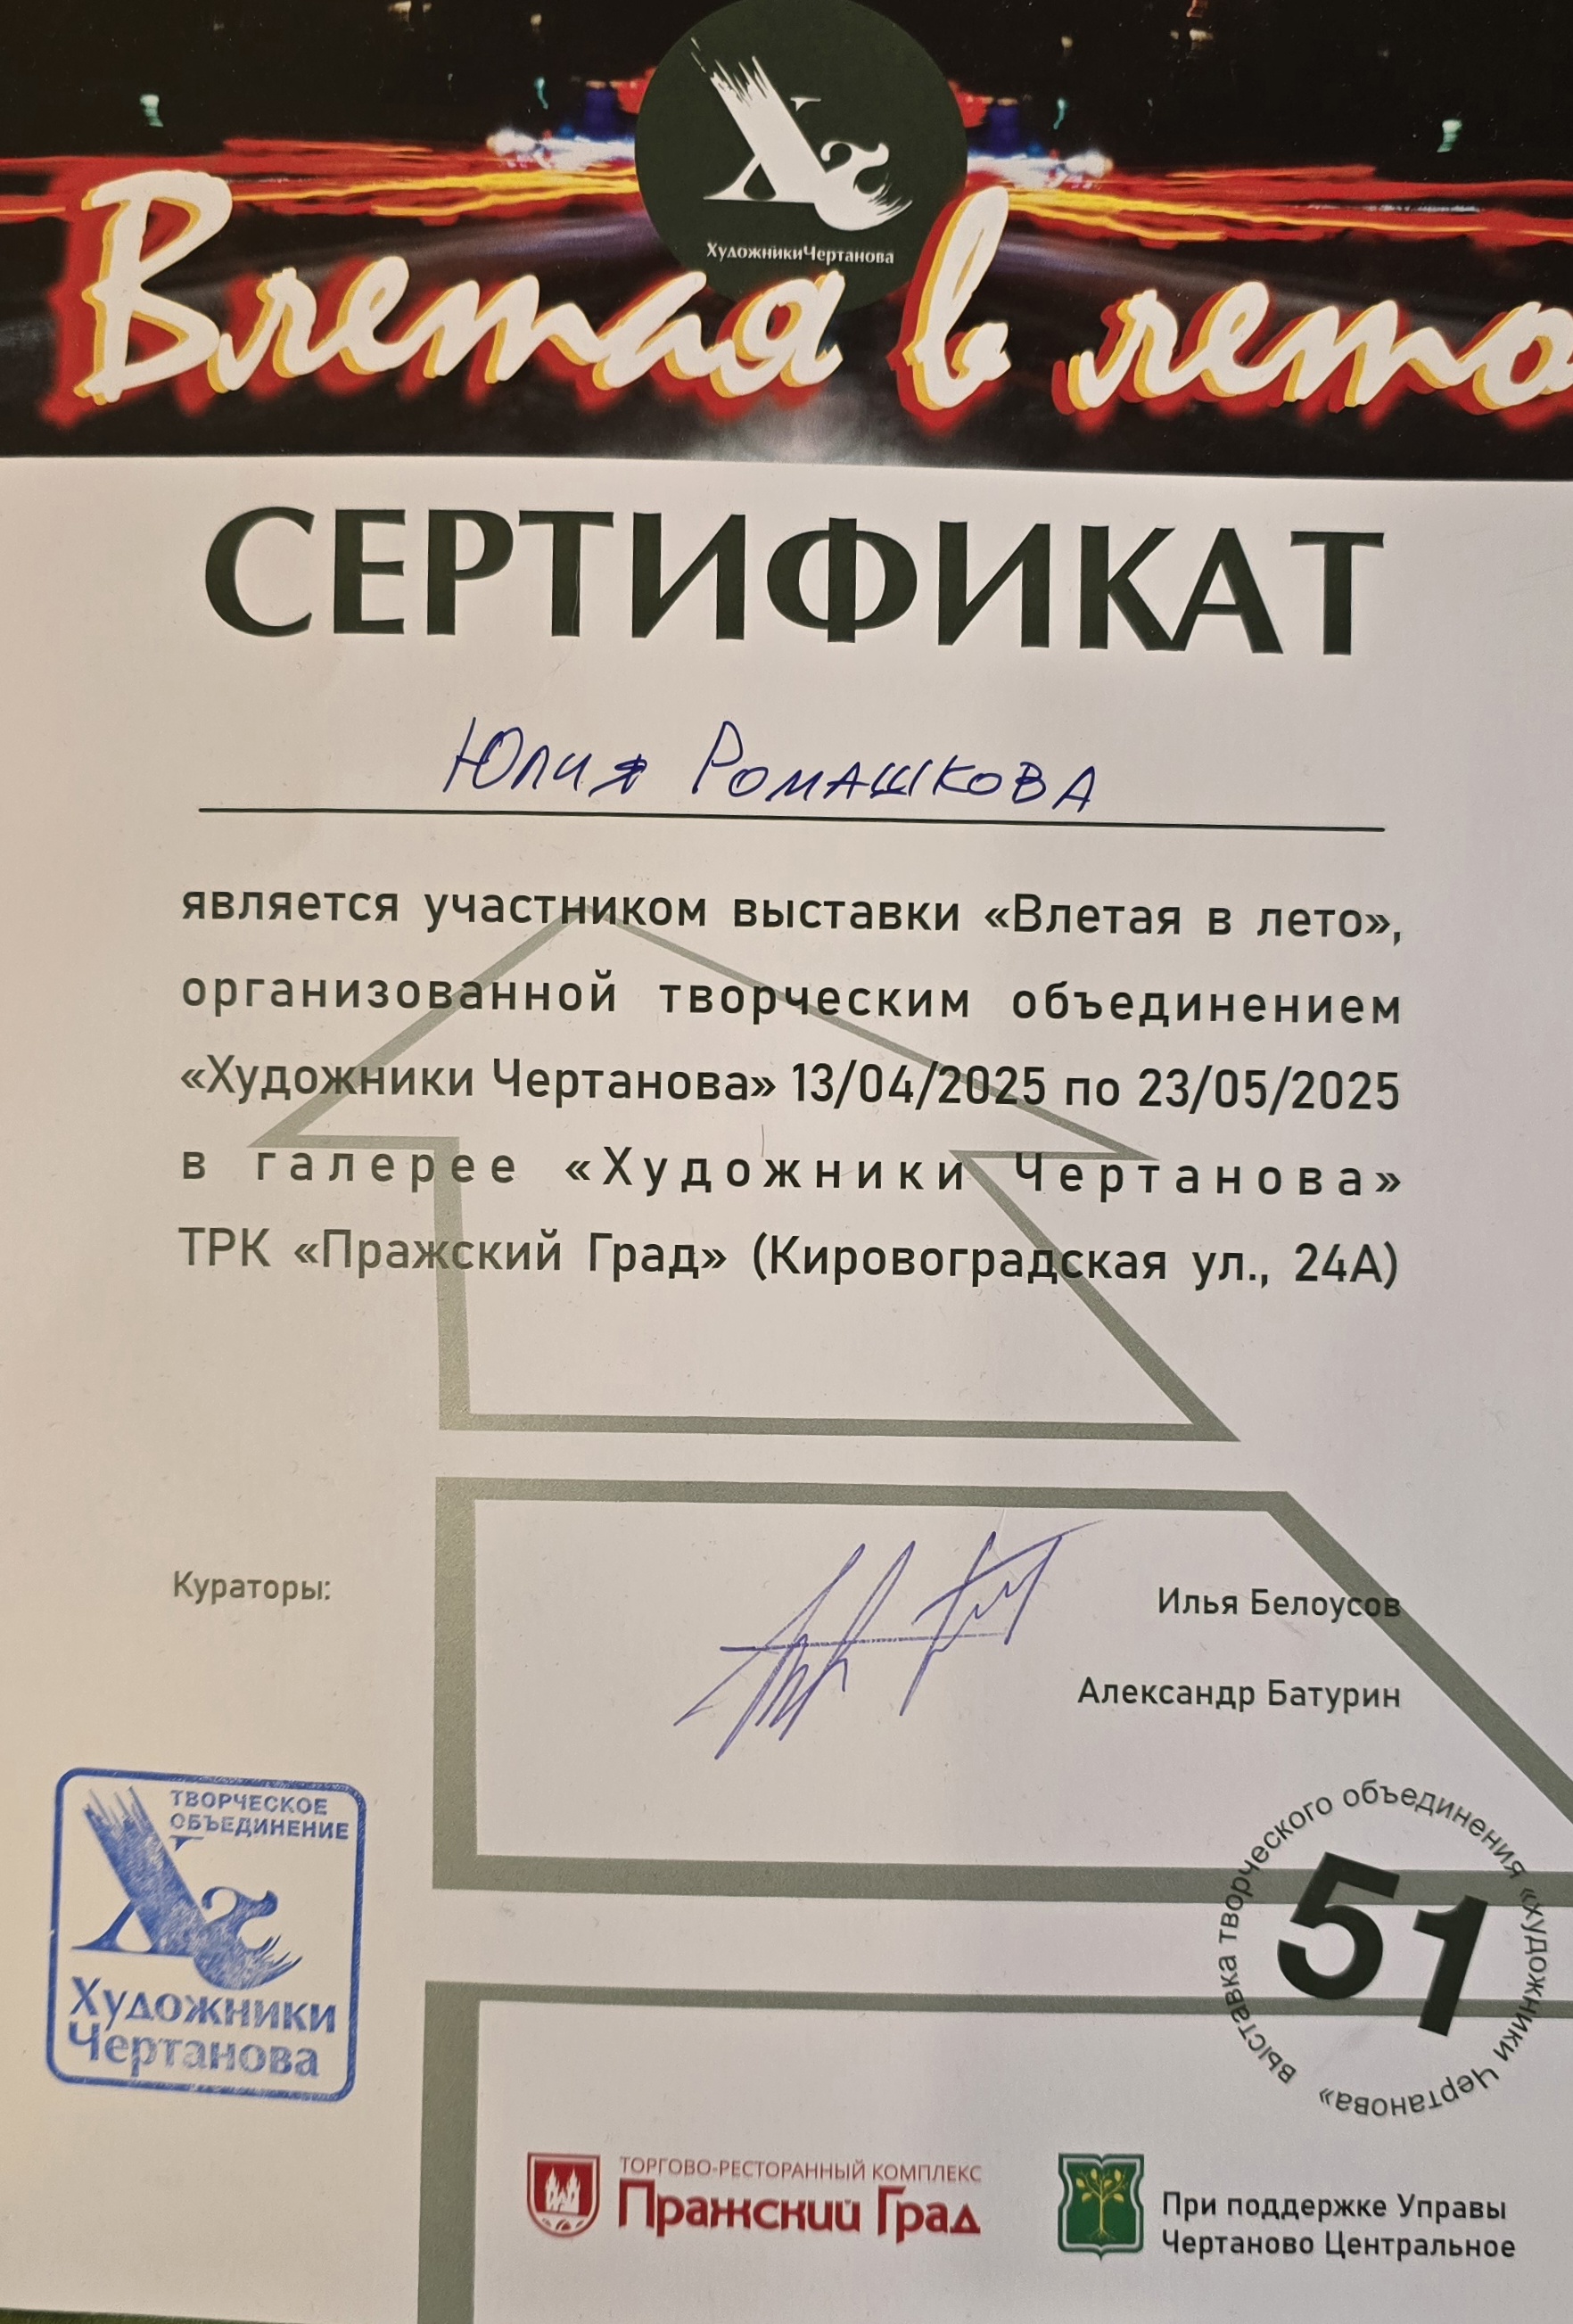 Хч
ХудожникиЧертанова
Влетая в лето
СЕРТИФИКАТ
Юлия Ромашкова
является участником выставки «Влетая в лето»,
организованной творческим объединением
«Художники Чертанова» 13/04/2025 по 23/05/2025
в галерее «Художники Чертанова»
ТРК «Пражский Град» (Кировоградская ул., 24А)
Кураторы:
Илья Белоусов
Александр Батурин
ТВОРЧЕСКОЕ
ОБЪЕДИНЕНИЕ
Хч
Художники
Чертанова
выставка творческого объединения «Художники Чертанова»
51
ТОРГОВО-РЕСТОРАННЫЙ КОМПЛЕКС
Пражский Град
При поддержке Управы
Чертаново Центральное